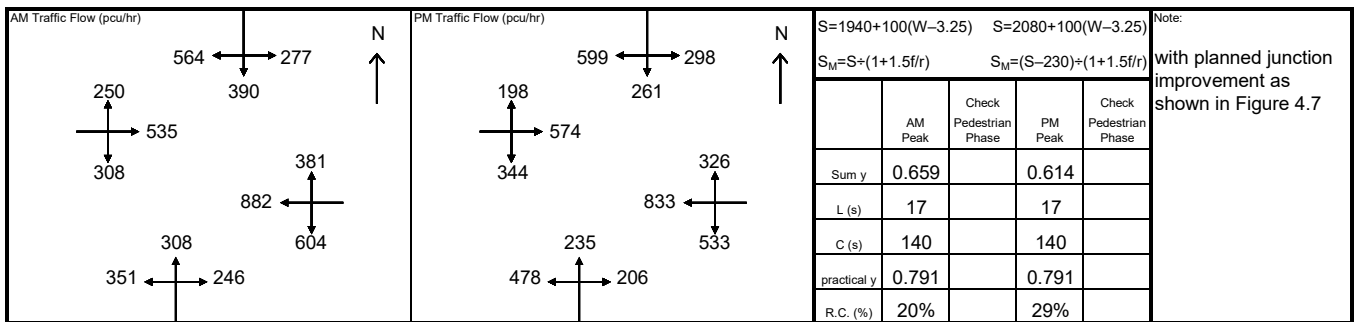 AM Traffic Flow (pcu/hr)
N
564 277
390
250
535
308
381
882
604
308
351 246
PM Traffic Flow (pcu/hr)
N
599 298
261
198
574
344
326
833
533
235
478 206
S=1940+100(W–3.25) S=2080+100(W–3.25)
S_M=S÷(1+1.5f/r) S_M=(S–230)÷(1+1.5f/r)
AM Peak Check Pedestrian Phase PM Peak Check Pedestrian Phase
Sum y 0.659 0.614
L (s) 17 17
C (s) 140 140
practical y 0.791 0.791
R.C. (%) 20% 29%
Note:
with planned junction
improvement as
shown in Figure 4.7